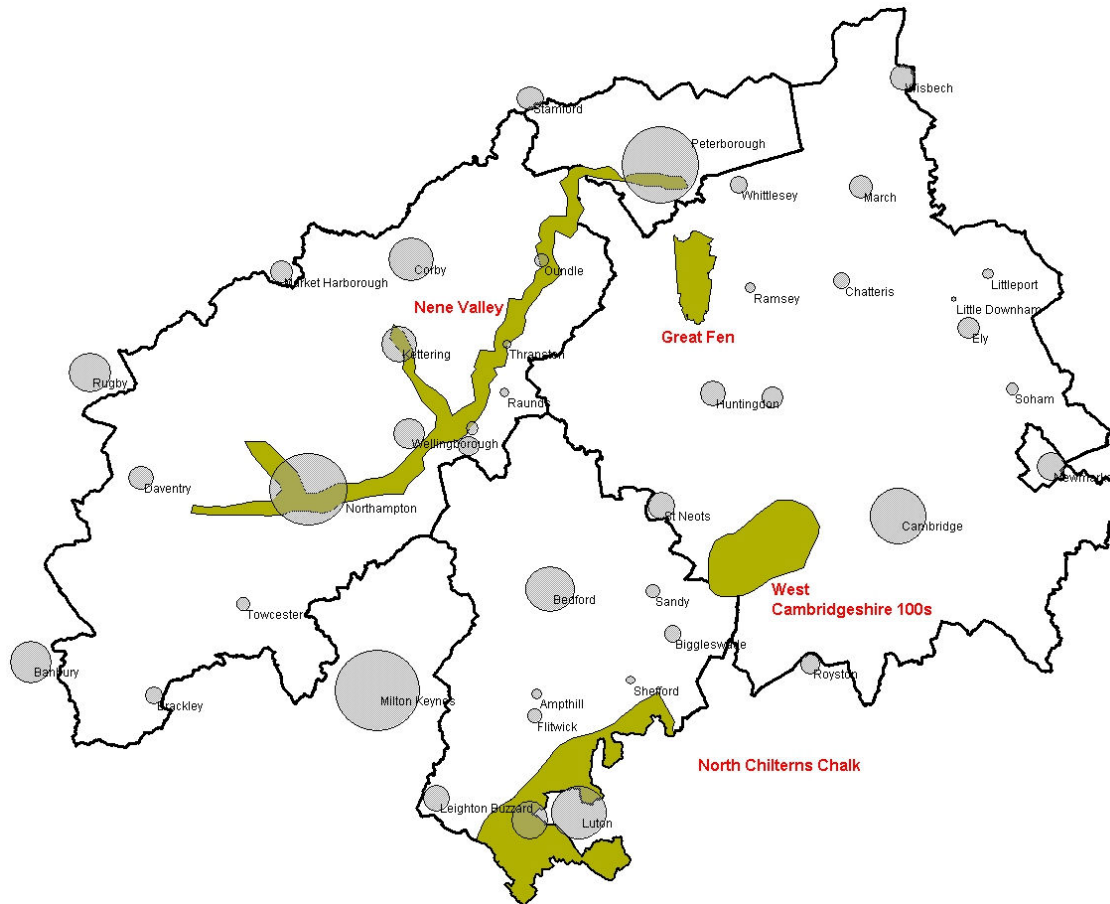 Wisbech
Stamford
Peterborough
Whittlesey
March
Corby
Oundle
Market Harborough
Littleport
Ramsey
Chatteris
Nene Valley
Little Downham
Great Fen
Ely
Kettering
Thrapston
Rugby
Huntingdon
Soham
Raunds
Wellingborough
Newmarket
Daventry
Northampton
St Neots
Cambridge
West
Cambridgeshire 100s
Bedford
Sandy
Towcester
Biggleswade
Banbury
Royston
Shefford
Milton Keynes
Brackley
Ampthill
Flitwick
North Chilterns Chalk
Leighton Buzzard
Luton